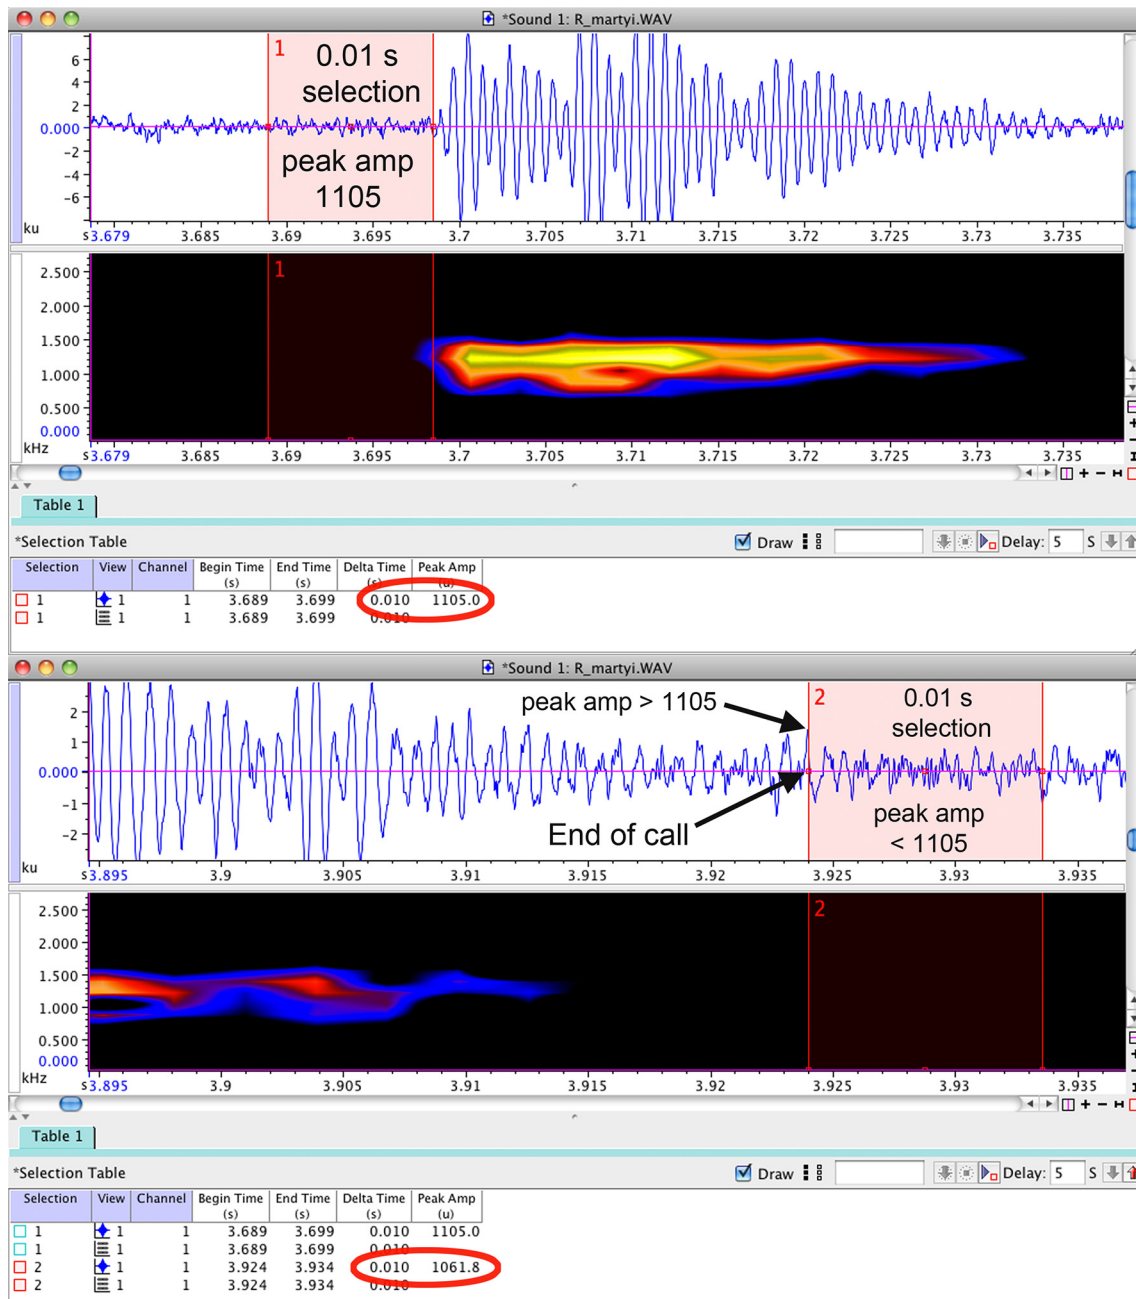 *Sound 1: R_martyi.WAV
1 0.01 s
selection
peak amp
1105
6
4
2
0.000
-2
-4
-6
ku
s3.679 3.685 3.69 3.695 3.7 3.705 3.71 3.715 3.72 3.725 3.73 3.735
1
2.500
2.000
1.500
1.000
0.500
0.000
kHz
s3.679 3.685 3.69 3.695 3.7 3.705 3.71 3.715 3.72 3.725 3.73 3.735
Table 1
*Selection Table Draw Delay: 5 S
Selection View Channel Begin Time End Time Delta Time Peak Amp
(s) (s) (s) (u)
1 1 1 3.689 3.699 0.010 1105.0
1 1 1 3.689 3.699 0.010
*Sound 1: R_martyi.WAV
peak amp > 1105
2 0.01 s
selection
End of call
peak amp
< 1105
2
1
0.000
-1
-2
ku
s3.895 3.9 3.905 3.91 3.915 3.92 3.925 3.93 3.935
2
2.500
2.000
1.500
1.000
0.500
0.000
kHz
s3.895 3.9 3.905 3.91 3.915 3.92 3.925 3.93 3.935
Table 1
*Selection Table Draw Delay: 5 S
Selection View Channel Begin Time End Time Delta Time Peak Amp
(s) (s) (s) (u)
1 1 1 3.689 3.699 0.010 1105.0
1 1 1 3.689 3.699 0.010
2 1 1 3.924 3.934 0.010 1061.8
2 1 1 3.924 3.934 0.010